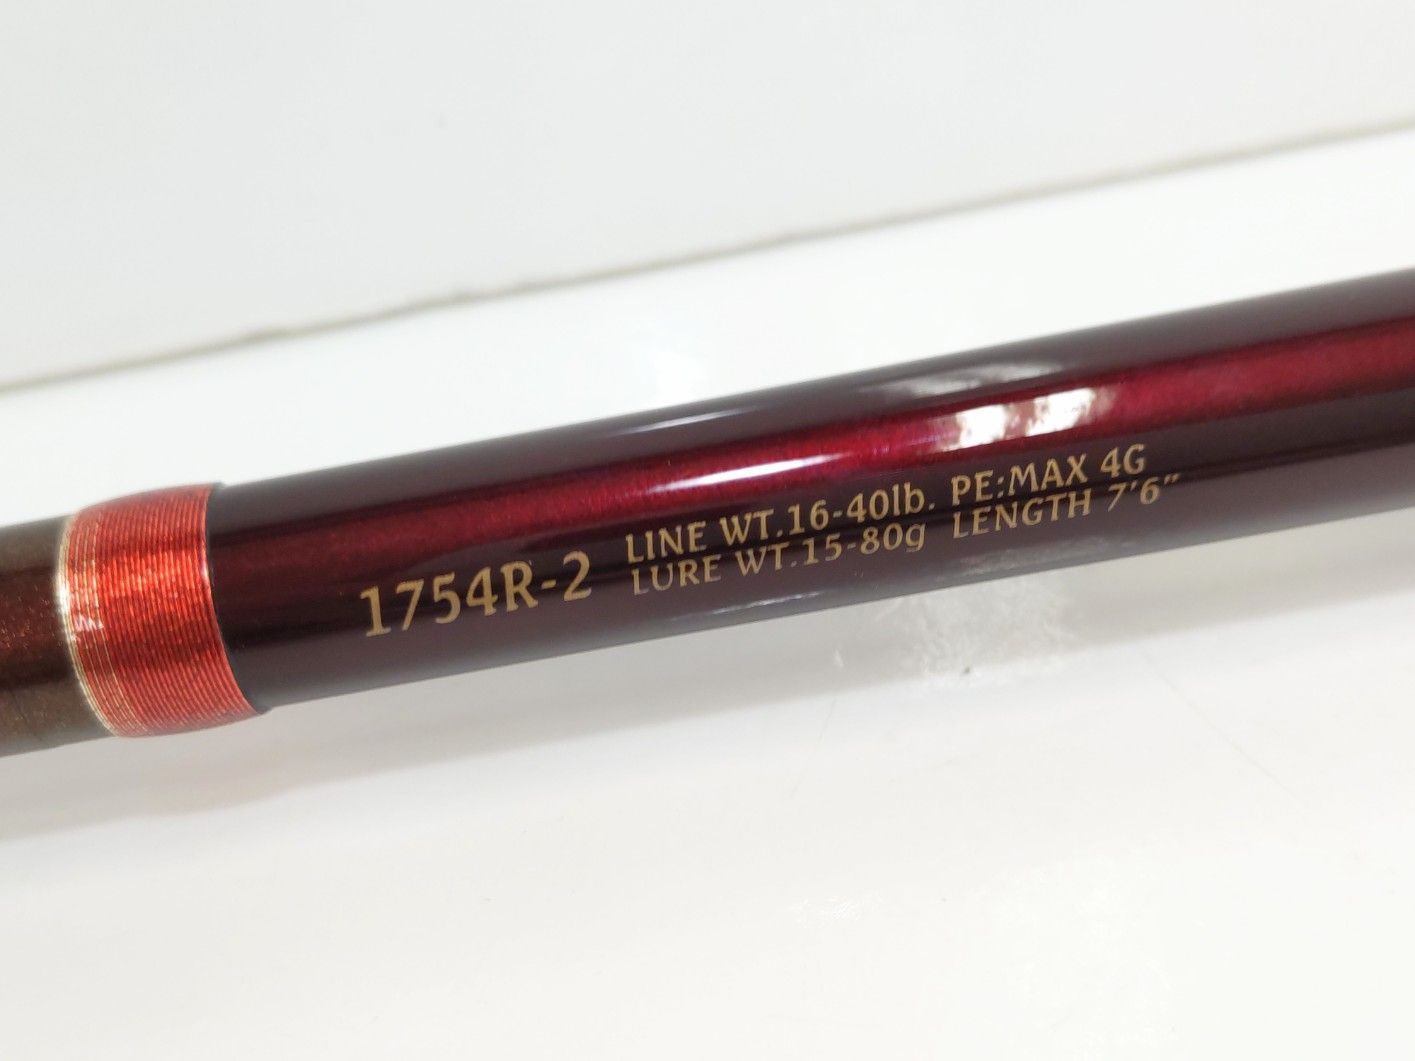 1754R-2
LINE WT.16-40lb. PE:MAX 4G
LURE WT.15-80g LENGTH 7'6"